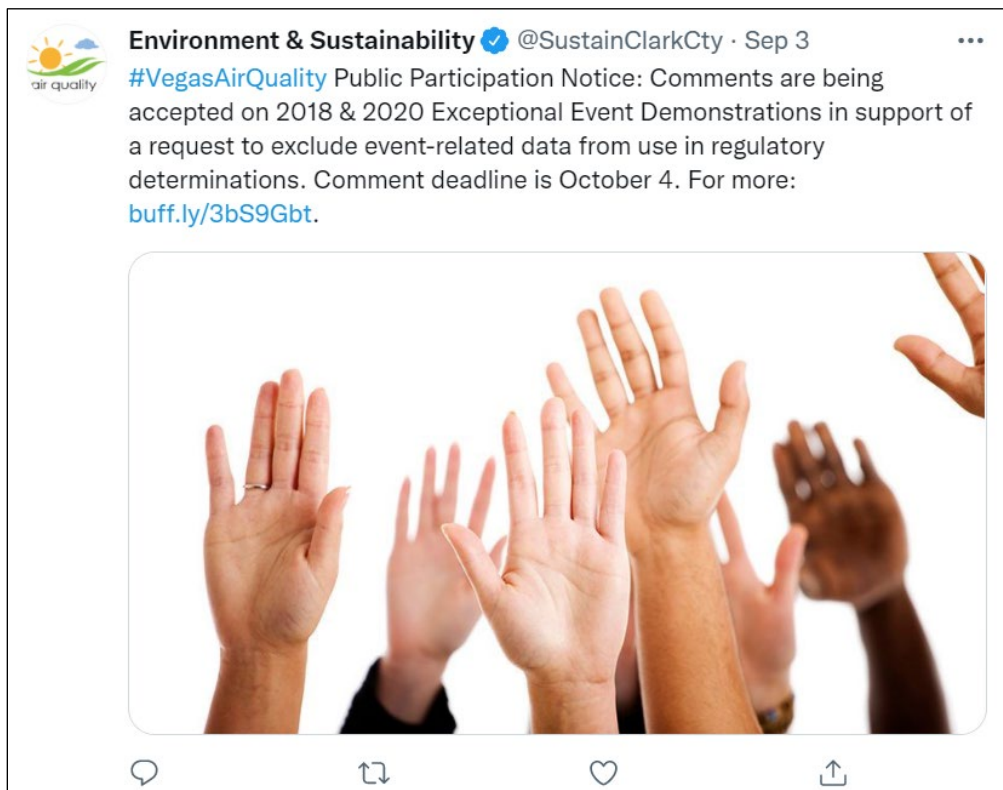 Environment & Sustainability @SustainClarkCty · Sep 3
air quality
#VegasAirQuality Public Participation Notice: Comments are being
accepted on 2018 & 2020 Exceptional Event Demonstrations in support of
a request to exclude event-related data from use in regulatory
determinations. Comment deadline is October 4. For more:
buff.ly/3bS9Gbt.